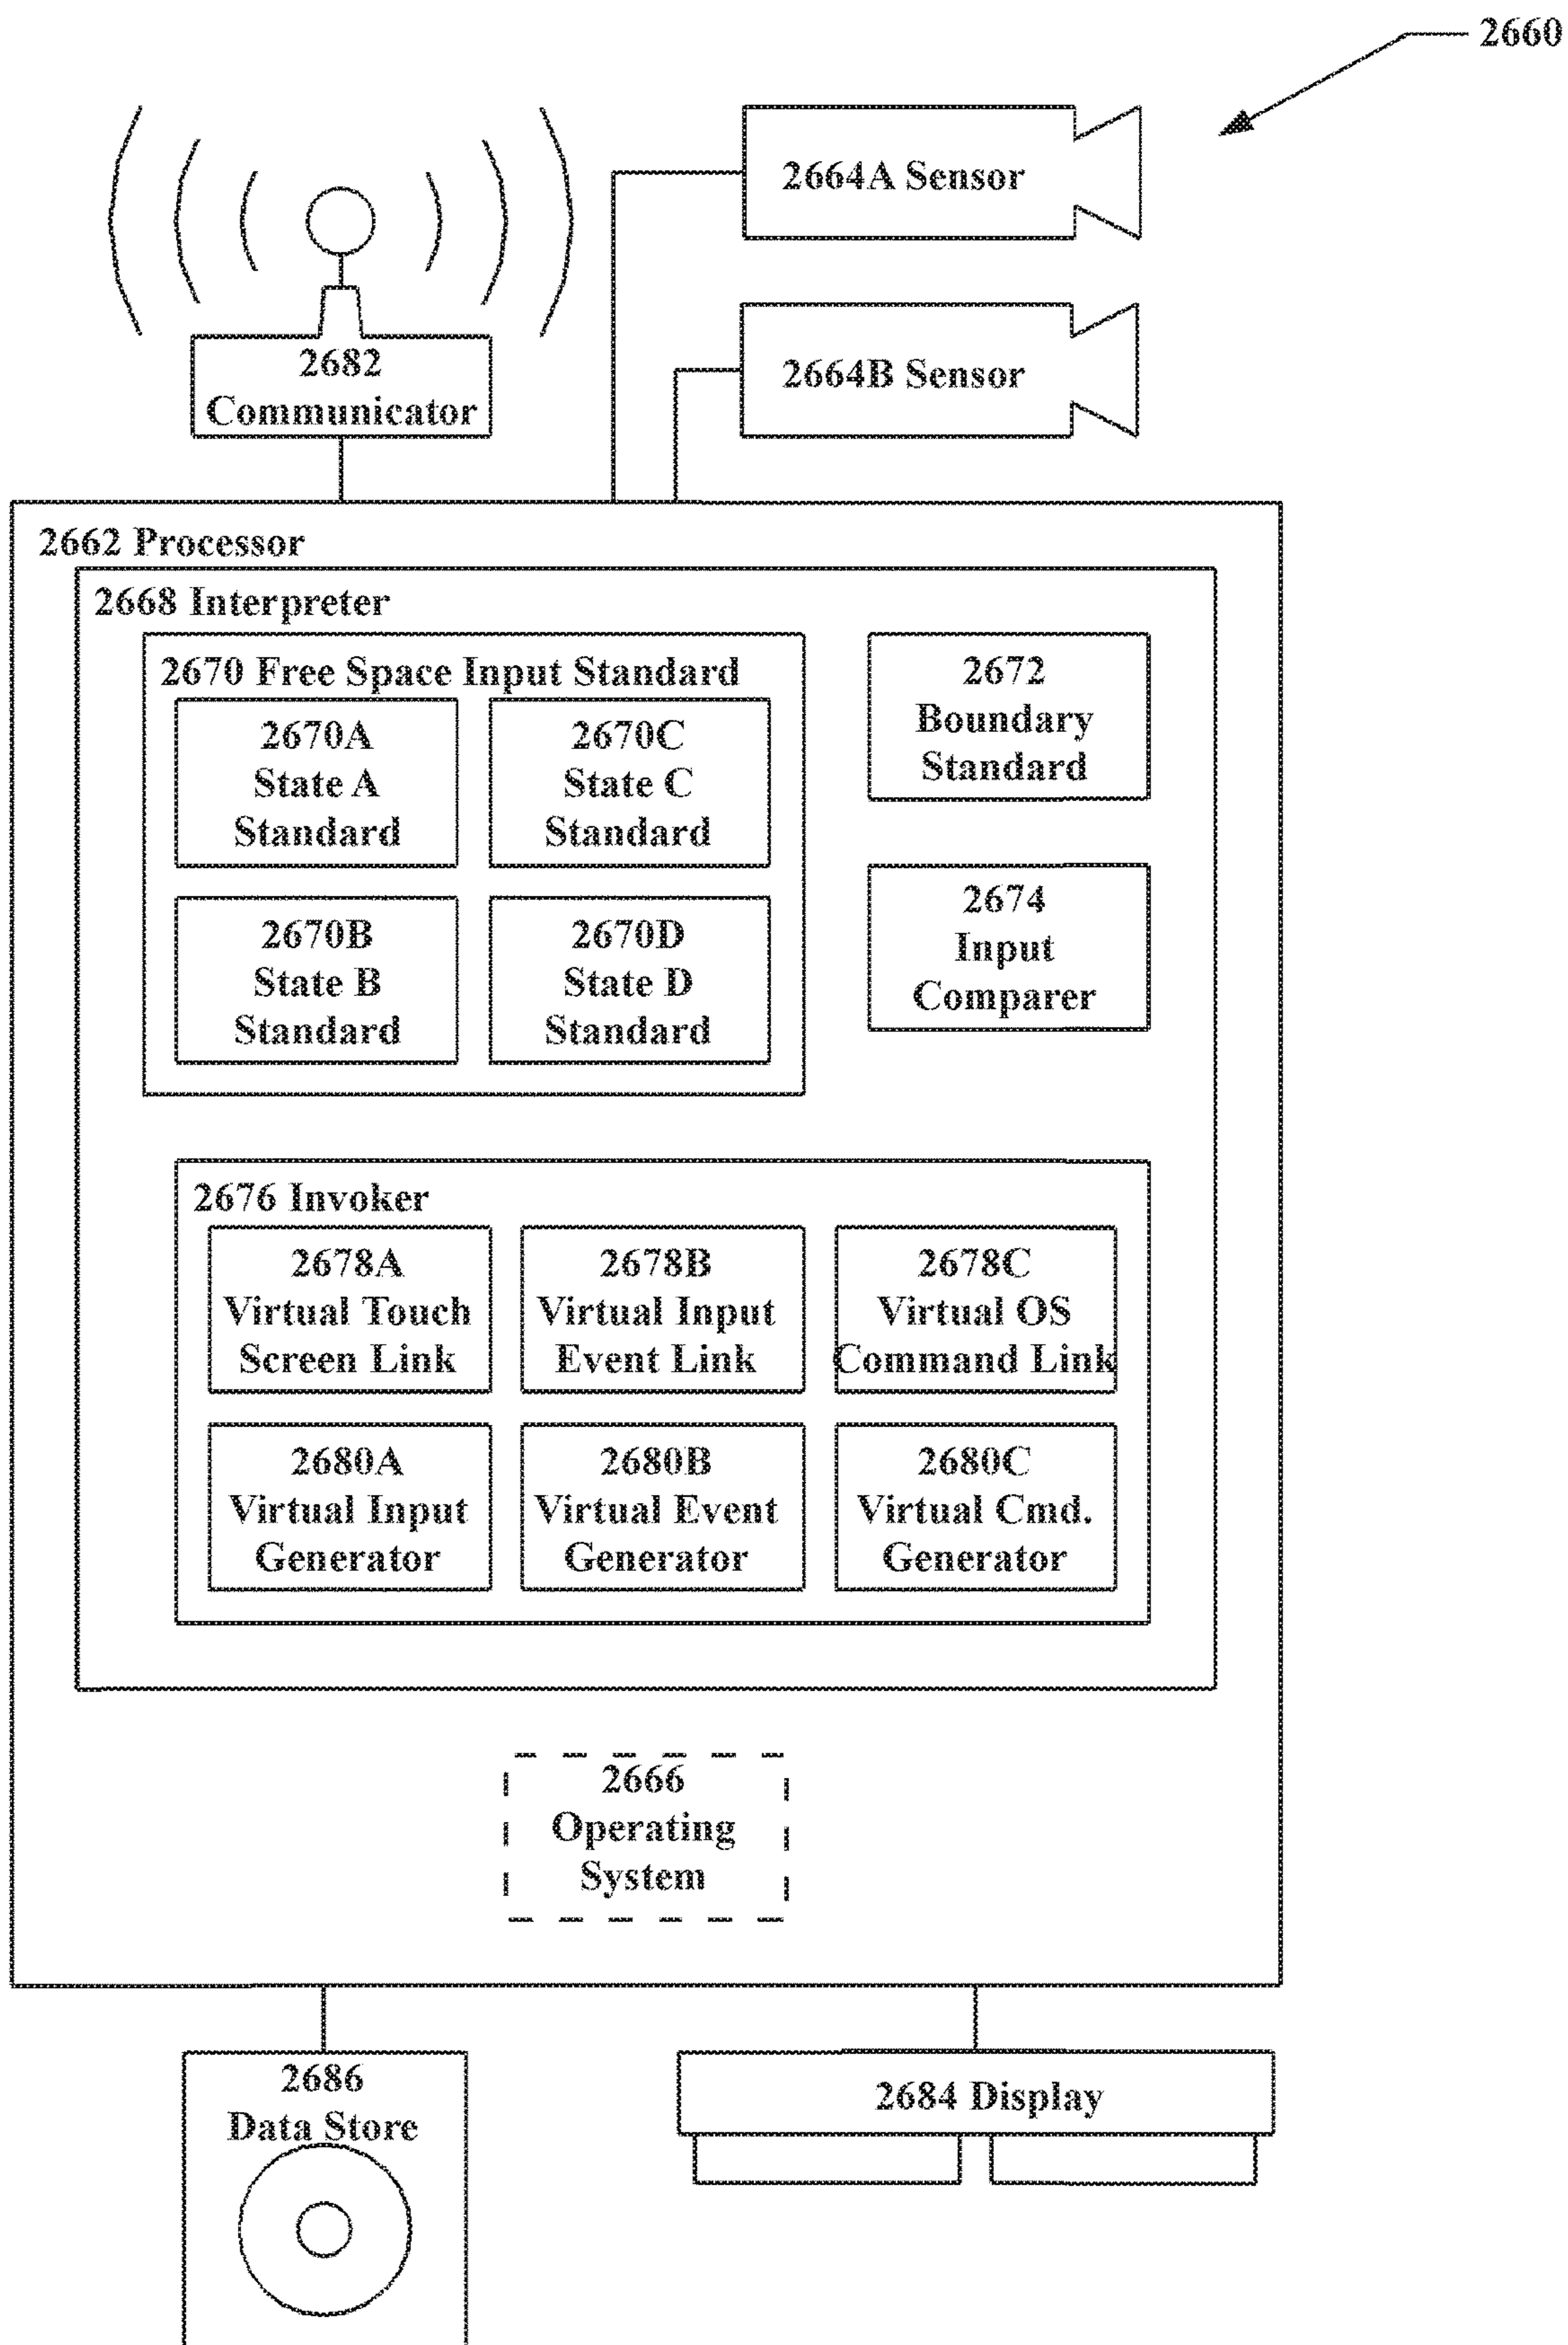 2660
2664A Sensor
2664B Sensor
2682
Communicator
2662 Processor
2668 Interpreter
2670 Free Space Input Standard
2670A
State A
Standard
2670C
State C
Standard
2670B
State B
Standard
2670D
State D
Standard
2672
Boundary
Standard
2674
Input
Comparer
2676 Invoker
2678A
Virtual Touch
Screen Link
2678B
Virtual Input
Event Link
2678C
Virtual OS
Command Link
2680A
Virtual Input
Generator
2680B
Virtual Event
Generator
2680C
Virtual Cmd.
Generator
2666
Operating
System
2686
Data Store
2684 Display